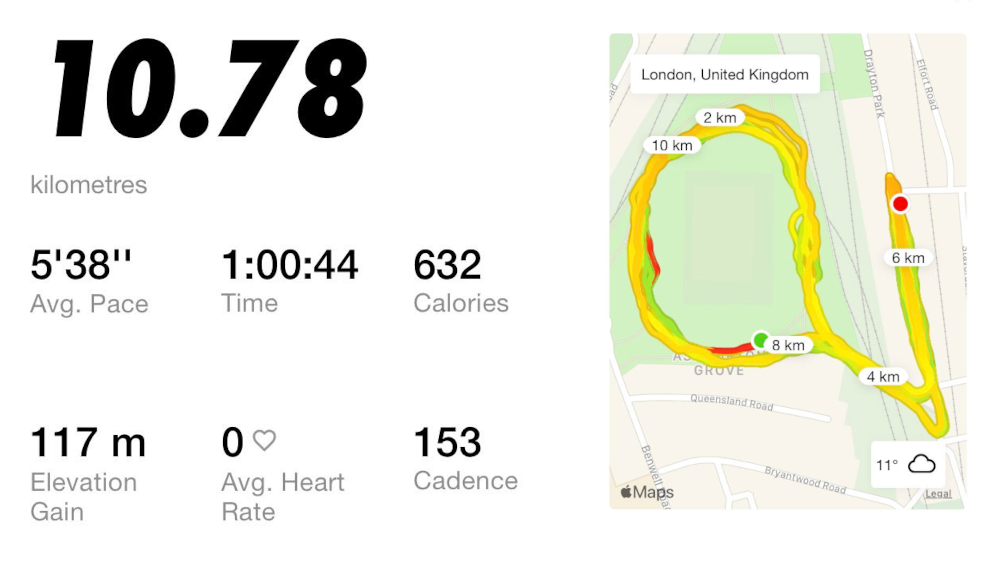 10.78
kilometres
5'38''
Avg. Pace
1:00:44
Time
632
Calories
117 m
Elevation
Gain
0
Avg. Heart
Rate
153
Cadence
London, United Kingdom
Drayton Park
Elfort Road
2 km
10 km
6 km
8 km
GROVE
4 km
Queensland Road
Benwell Road
Bryantwood Road
11°
Maps
Legal